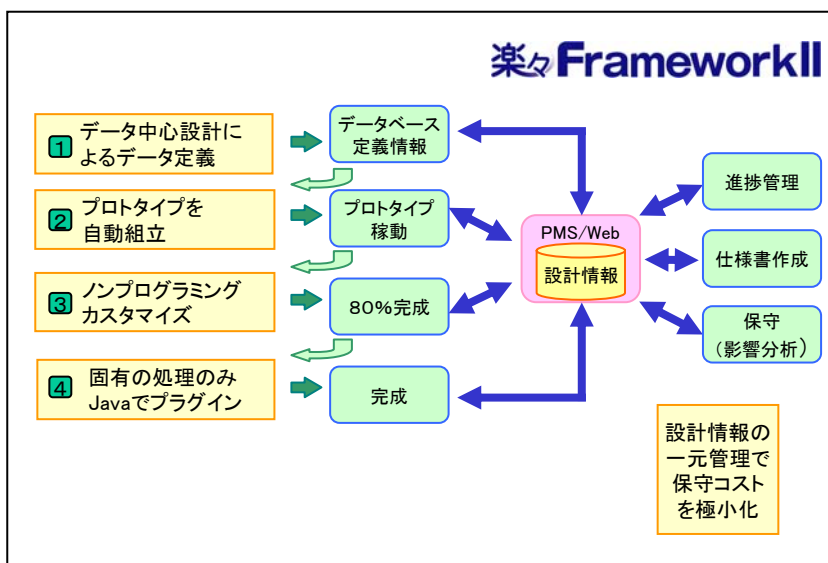 楽々FrameworkII
1
データ中心設計に
よるデータ定義
データベース
定義情報
2
プロトタイプを
自動組立
プロトタイプ
稼動
3
ノンプログラミング
カスタマイズ
80%完成
4
固有の処理のみ
Javaでプラグイン
完成
PMS/Web
設計情報
進捗管理
仕様書作成
保守
(影響分析)
設計情報の
一元管理で
保守コスト
を極小化